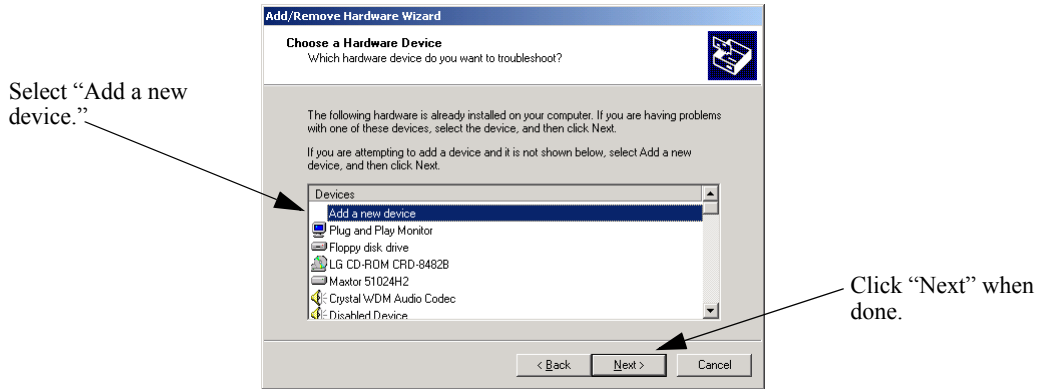 Add/Remove Hardware Wizard
Choose a Hardware Device
Which hardware device do you want to troubleshoot?
Select “Add a new
device.”
The following hardware is already installed on your computer. If you are having problems
with one of these devices, select the device, and then click Next.
If you are attempting to add a device and it is not shown below, select Add a new
device, and then click Next.
Devices
Add a new device
Plug and Play Monitor
Floppy disk drive
LG CD-ROM CRD-8482B
Maxtor 51024H2
Crystal WDM Audio Codec
Disabled Device
Click “Next” when
done.
< Back
Next >
Cancel